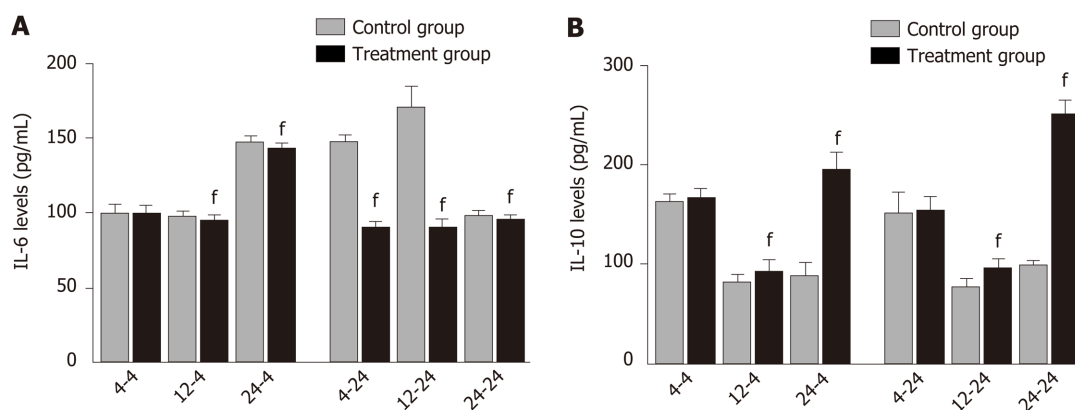 A
Control group
Treatment group
IL-6 levels (pg/mL)
200
150
100
50
0
f
f
f
f
f
4-4
12-4
24-4
4-24
12-24
24-24
B
Control group
Treatment group
IL-10 levels (pg/mL)
300
200
100
0
f
f
f
f
4-4
12-4
24-4
4-24
12-24
24-24